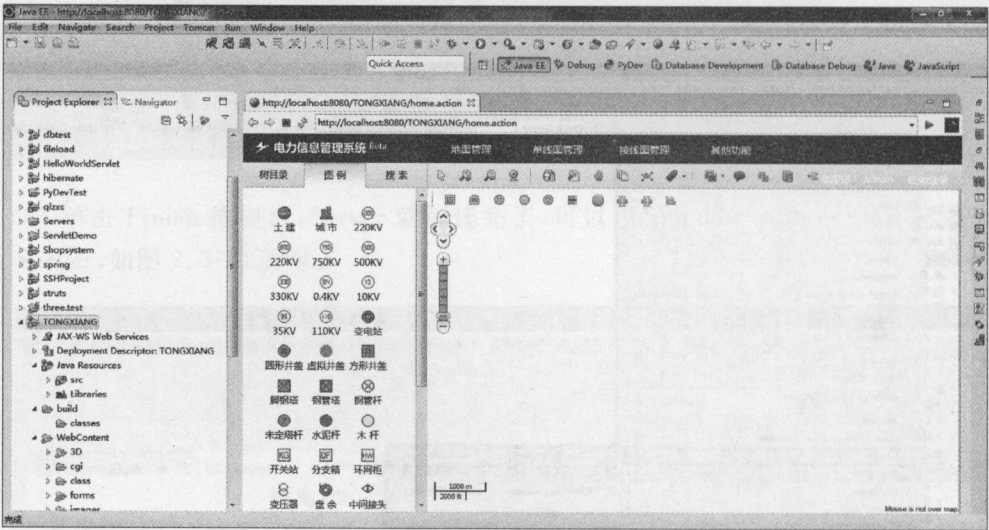 Java EE - http://localhost:8080/TONGXIANG/
File Edit Navigate Search Project Tomcat Run Window Help
Quick Access
Java EE Debug PyDev Database Development Database Debug Java JavaScript
Project Explorer Navigator
http://localhost:8080/TONGXIANG/home.action
http://localhost:8080/TONGXIANG/home.action
dbtest
fileload
HelloWorldServlet
hibernate
PyDevTest
qlzxs
Servers
ServletDemo
Shopsystem
spring
SSHProject
struts
three.test
TONGXIANG
JAX-WS Web Services
Deployment Descriptor: TONGXIANG
Java Resources
src
Libraries
build
classes
WebContent
3D
cgi
class
forms
images
电力信息管理系统 Beta
地图管理 单线图管理 接线图管理 其他功能
树目录 图例 搜索
土建 城市 220KV
220KV 750KV 500KV
330KV 0.4KV 10KV
35KV 110KV 变电站
圆形井盖 虚拟井盖 方形井盖
脚钢塔 钢管塔 钢管杆
未定塔杆 水泥杆 木杆
KG DF HW
开关站 分支箱 环网柜
变压器 盘余 中间接头
1000 m
2000 ft
Mouse is not over map
完成